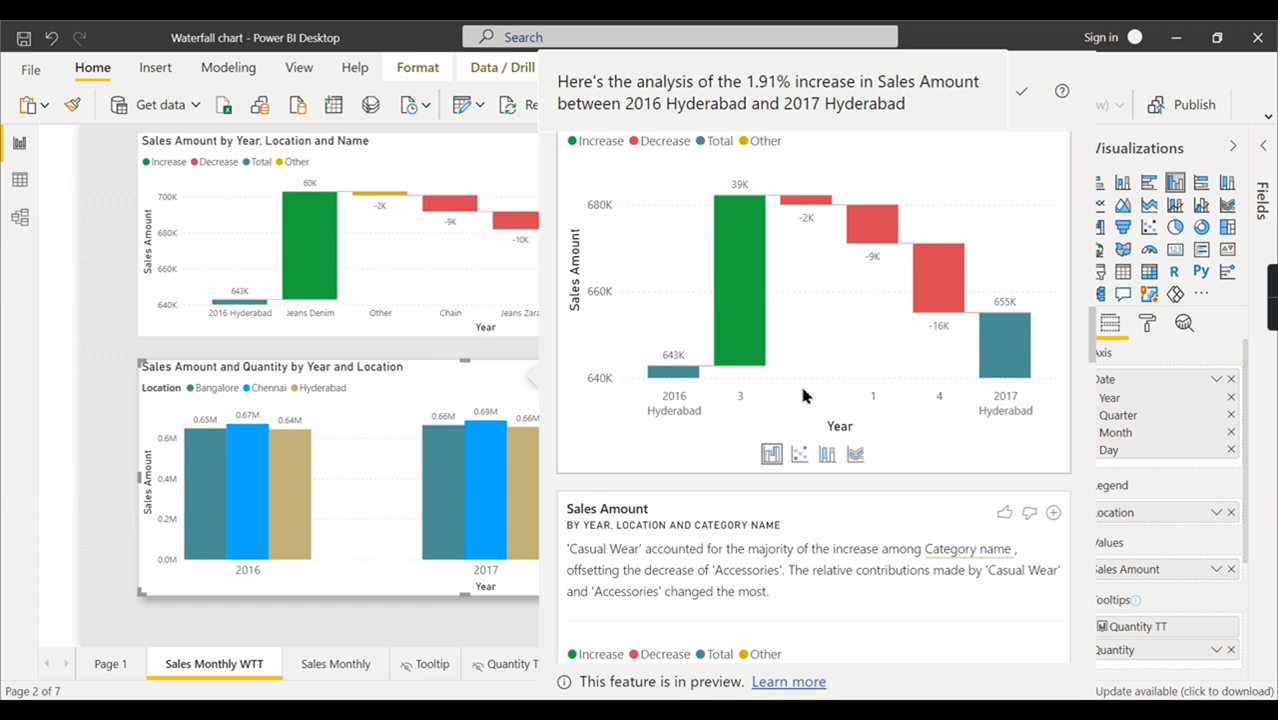 Waterfall chart - Power BI Desktop
Search
Sign in
File
Home
Insert
Modeling
View
Help
Format
Data / Drill
Get data
Publish
Sales Amount by Year, Location and Name
Increase Decrease Total Other
700K
680K
660K
640K
Sales Amount
643K
60K
-2K
-9K
-10K
2016 Hyderabad Jeans Denim Other Chain Jeans Zara
Year
Sales Amount and Quantity by Year and Location
Location Bangalore Chennai Hyderabad
0.6M
0.4M
0.2M
0.0M
Sales Amount
0.65M 0.67M 0.64M
0.66M 0.69M 0.66M
2016
2017
Year
Page 1
Sales Monthly WTT
Sales Monthly
Tooltip
Quantity T
Page 2 of 7
Here's the analysis of the 1.91% increase in Sales Amount
between 2016 Hyderabad and 2017 Hyderabad
Increase Decrease Total Other
680K
660K
640K
Sales Amount
643K
39K
-2K
-9K
-16K
655K
2016
Hyderabad
3
1
4
2017
Hyderabad
Year
Sales Amount
BY YEAR, LOCATION AND CATEGORY NAME
'Casual Wear' accounted for the majority of the increase among Category name ,
offsetting the decrease of 'Accessories'. The relative contributions made by 'Casual Wear'
and 'Accessories' changed the most.
Increase Decrease Total Other
This feature is in preview. Learn more
Visualizations
Fields
R
Py
Axis
Date
Year
Quarter
Month
Day
Legend
Location
Values
Sales Amount
Tooltips
Quantity TT
Quantity
Update available (click to download)